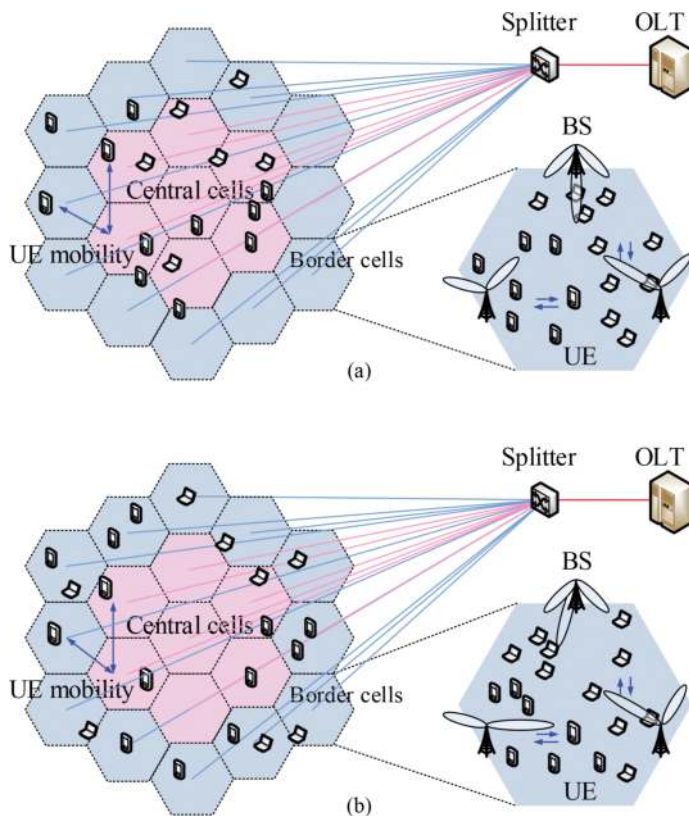 Splitter
OLT
BS
Central cells
UE mobility
Border cells
UE
(a)
Splitter
OLT
BS
Central cells
UE mobility
Border cells
UE
(b)